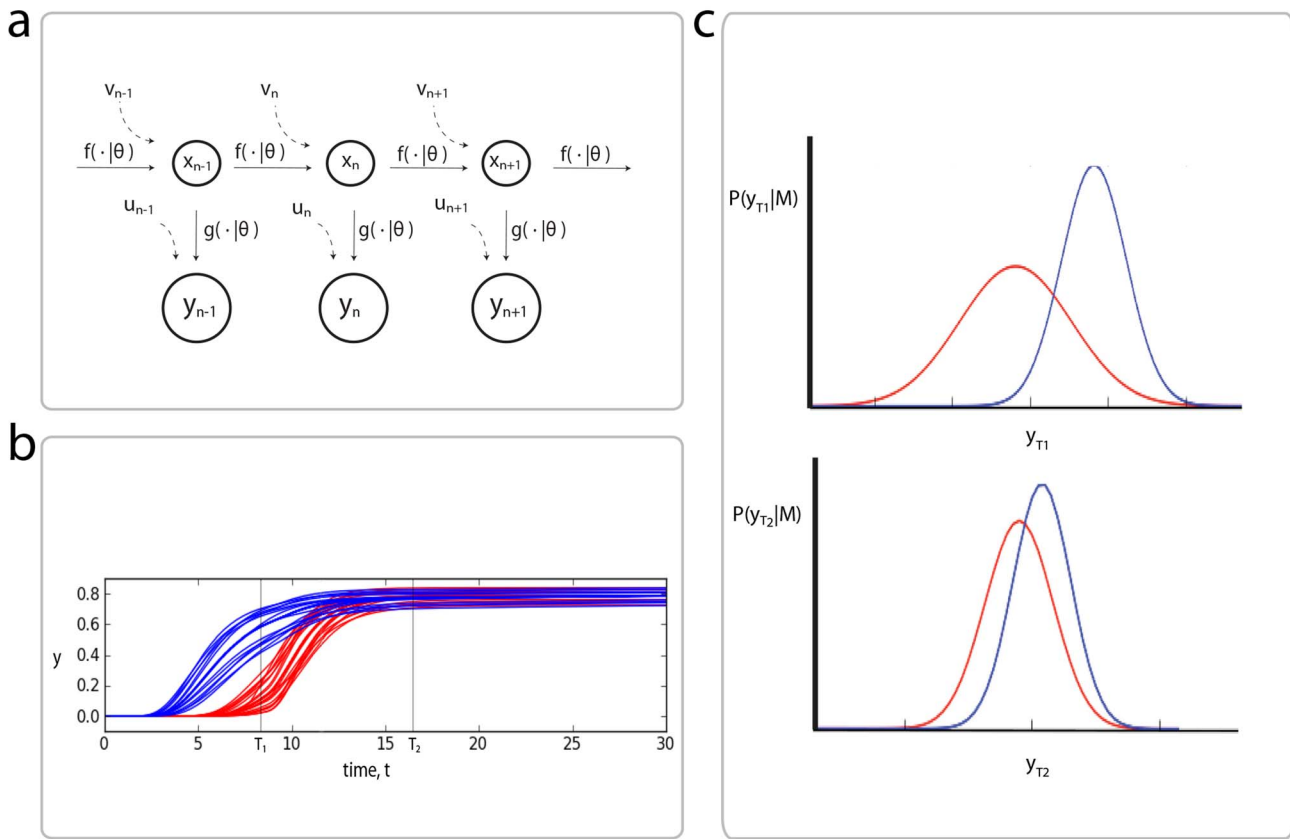 a
v_{n-1} v_n v_{n+1}
f(·|θ) x_{n-1} f(·|θ) x_n f(·|θ) x_{n+1} f(·|θ)
u_{n-1} g(·|θ) u_n g(·|θ) u_{n+1} g(·|θ)
y_{n-1} y_n y_{n+1}
b
0.8
0.6
y
0.4
0.2
0.0
0 5 T_1 10 15 T_2 20 25 30
time, t
c
P(y_{T1}|M)
y_{T1}
P(y_{T2}|M)
y_{T2}